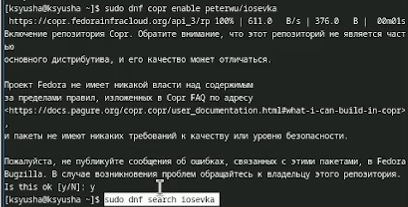 [ksyusha@ksyusha ~]$ sudo dnf copr enable peterwu/iosevka
https://copr.fedorainfracloud.org/api_3/rp 100% | 611.0   B/s | 376.0   B |  00m01s
Включение репозитория Copr. Обратите внимание, что этот репозиторий не является част
ью
основного дистрибутива, и его качество может отличаться.
Проект Fedora не имеет никакой власти над содержимым
за пределами правил, изложенных в Copr FAQ по адресу
<https://docs.pagure.org/copr.copr/user_documentation.html#what-i-can-build-in-copr>
,
и пакеты не имеют никаких требований к качеству или уровню безопасности.
Пожалуйста, не публикуйте сообщения об ошибках, связанных с этими пакетами, в Fedora
Bugzilla. В случае возникновения проблем обращайтесь к владельцу этого репозитория.
Is this ok [y/N]: y
[ksyusha@ksyusha ~]$ sudo dnf search iosevka